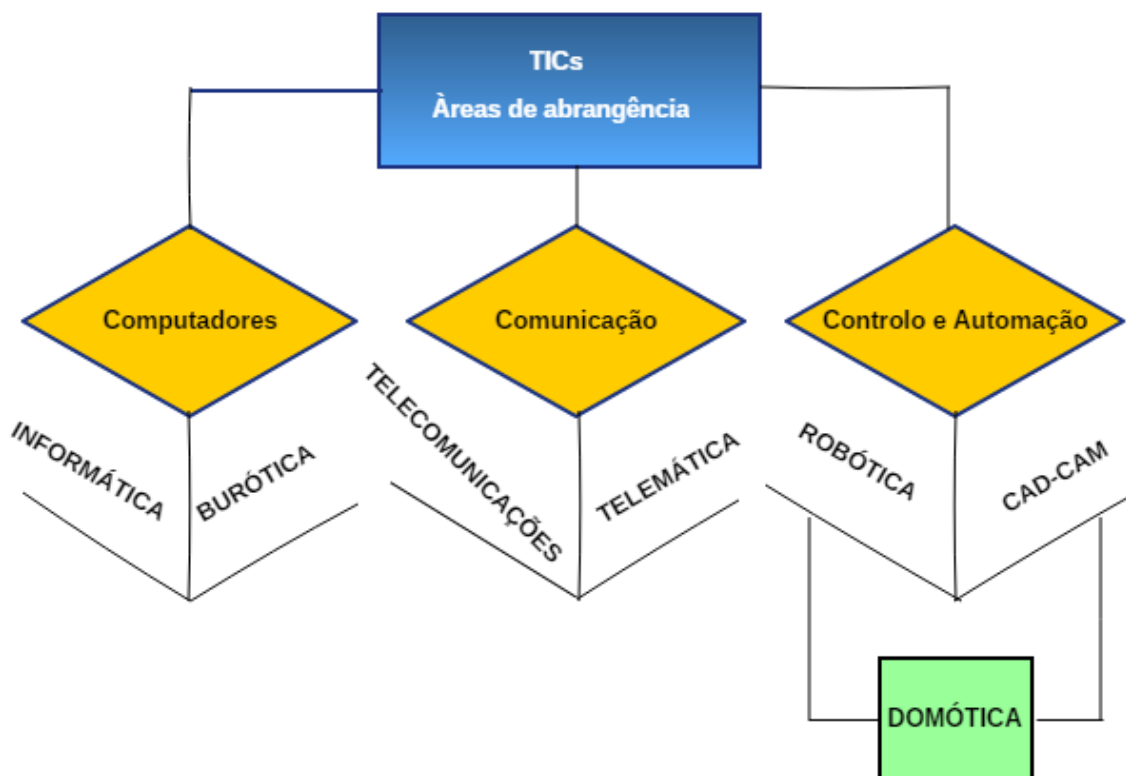 TICs
Àreas de abrangência
Computadores
Comunicação
Controlo e Automação
INFORMÁTICA
BURÓTICA
TELECOMUNICAÇÕES
TELEMÁTICA
ROBÓTICA
CAD-CAM
DOMÓTICA